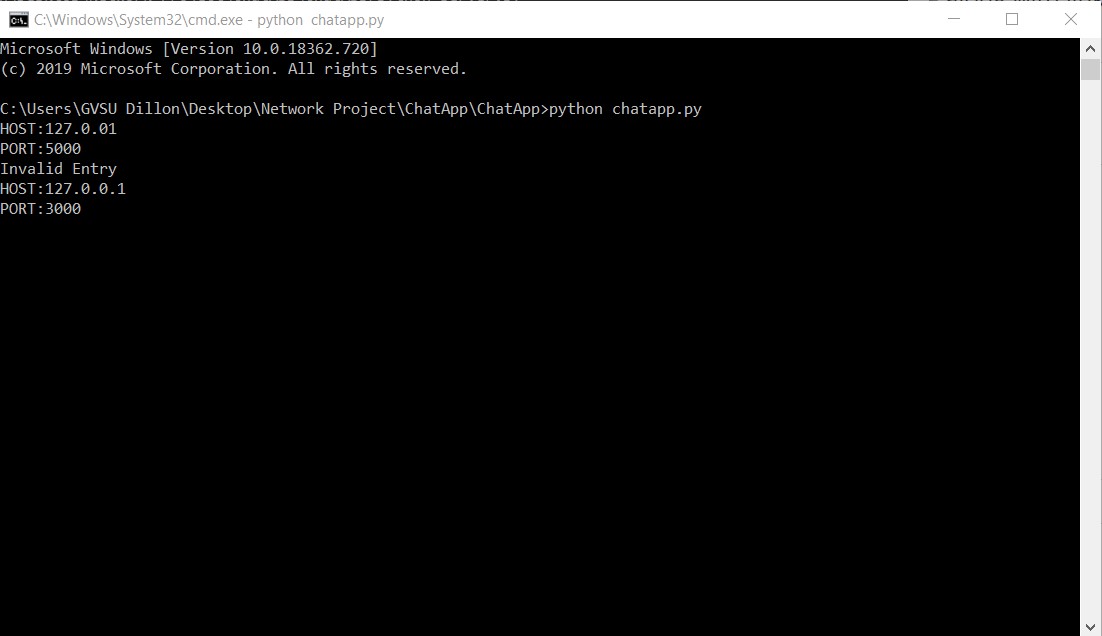 C:\Windows\System32\cmd.exe - python  chatapp.py
Microsoft Windows [Version 10.0.18362.720]
(c) 2019 Microsoft Corporation. All rights reserved.
C:\Users\GVSU Dillon\Desktop\Network Project\ChatApp\ChatApp>python chatapp.py
HOST:127.0.01
PORT:5000
Invalid Entry
HOST:127.0.0.1
PORT:3000